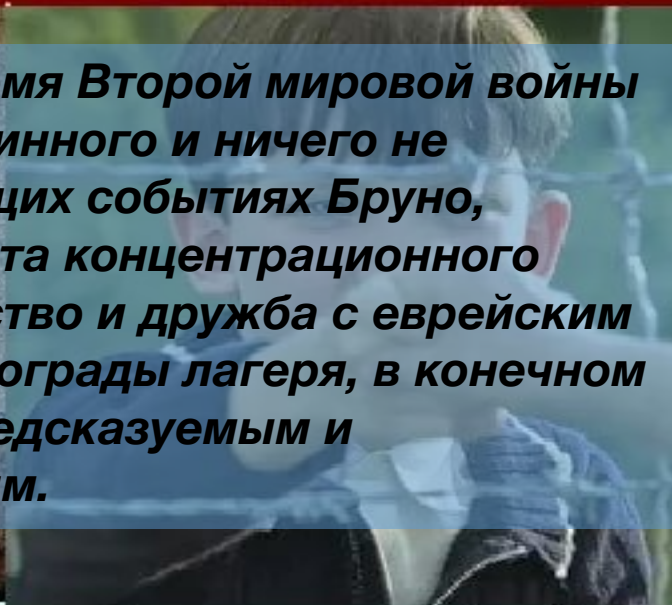 мя Второй мировой войны
инного и ничего не
щих событиях Бруно,
та концентрационного
ство и дружба с еврейским
ограды лагеря, в конечном
едсказуемым и
м.